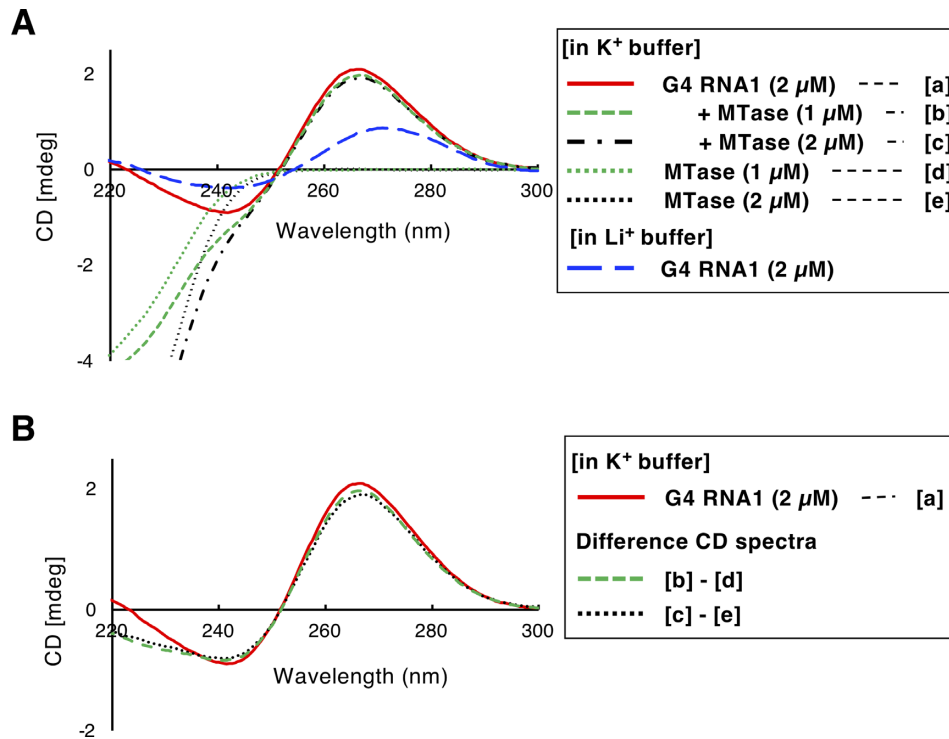 A
[in K+ buffer]
G4 RNA1 (2 μM) ---- [a]
+ MTase (1 μM) -- [b]
+ MTase (2 μM) -- [c]
MTase (1 μM) ------ [d]
MTase (2 μM) ------ [e]
[in Li+ buffer]
G4 RNA1 (2 μM)
CD [mdeg]
2
0
-2
-4
220 240 260 280 300
Wavelength (nm)
B
[in K+ buffer]
G4 RNA1 (2 μM) --- [a]
Difference CD spectra
[b] - [d]
[c] - [e]
CD [mdeg]
2
0
-2
220 240 260 280 300
Wavelength (nm)